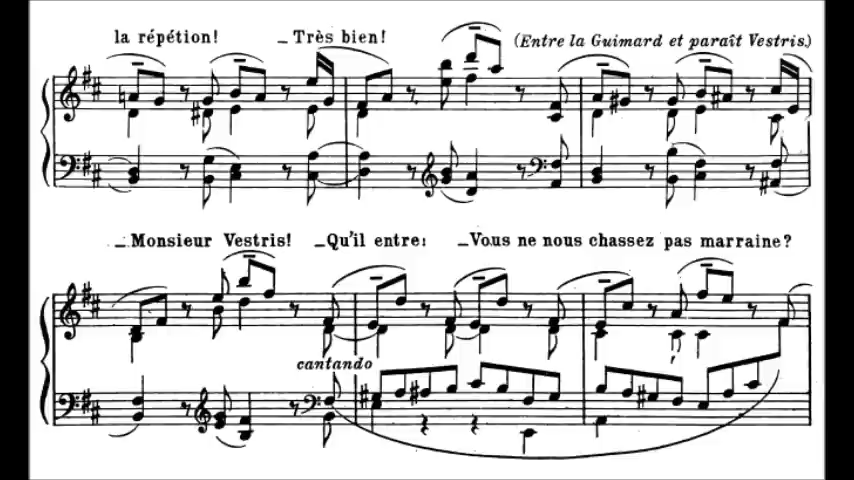 la répétion! _Très bien! (Entre la Guimard et paraît Vestris.)
_Monsieur Vestris! _Qu'il entre: _Vous ne nous chassez pas marraine?
cantando